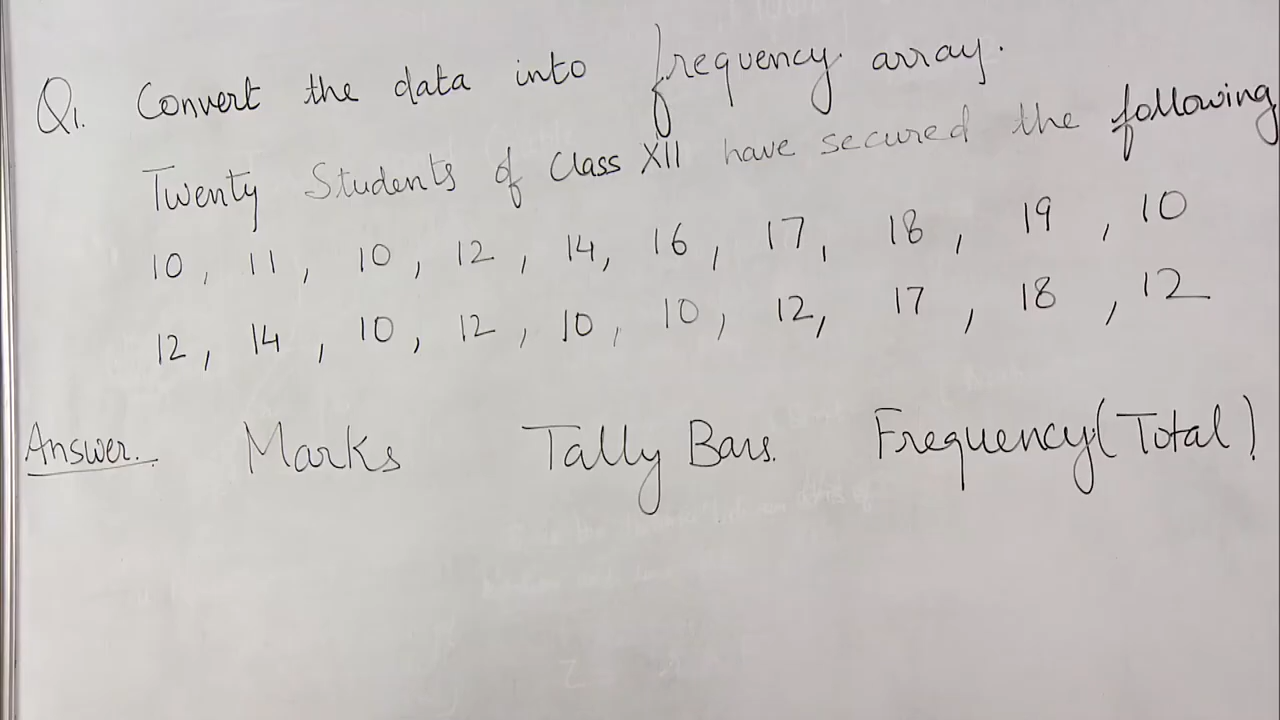 Q1. Convert the data into frequency array.
Twenty Students of Class XII have secured the following
10, 11, 10, 12, 14, 16, 17, 18, 19, 10
12, 14, 10, 12, 10, 10, 12, 17, 18, 12
Answer. Marks Tally Bars. Frequency (Total)